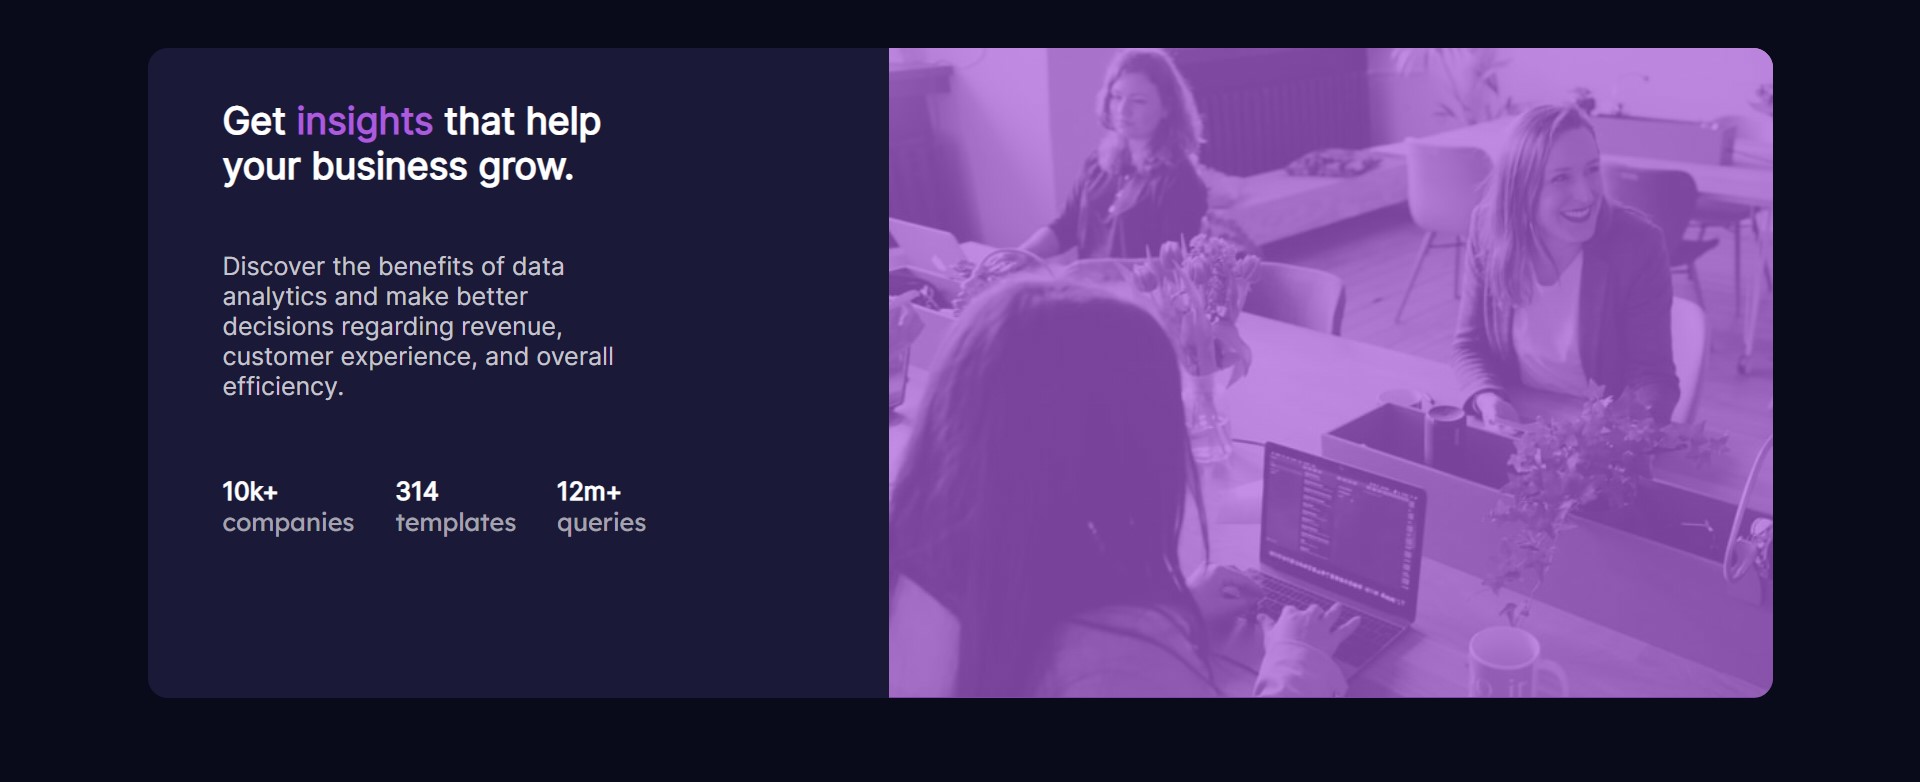 Get insights that help
your business grow.
Discover the benefits of data
analytics and make better
decisions regarding revenue,
customer experience, and overall
efficiency.
10k+
companies
314
templates
12m+
queries